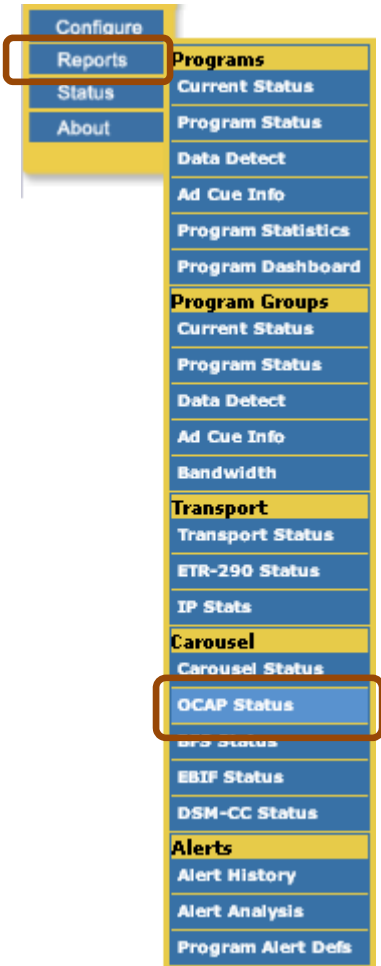 Configure
Reports
Status
About
Programs
Current Status
Program Status
Data Detect
Ad Cue Info
Program Statistics
Program Dashboard
Program Groups
Current Status
Program Status
Data Detect
Ad Cue Info
Bandwidth
Transport
Transport Status
ETR-290 Status
IP Stats
Carousel
Carousel Status
OCAP Status
BFS Status
EBIF Status
DSM-CC Status
Alerts
Alert History
Alert Analysis
Program Alert Defs